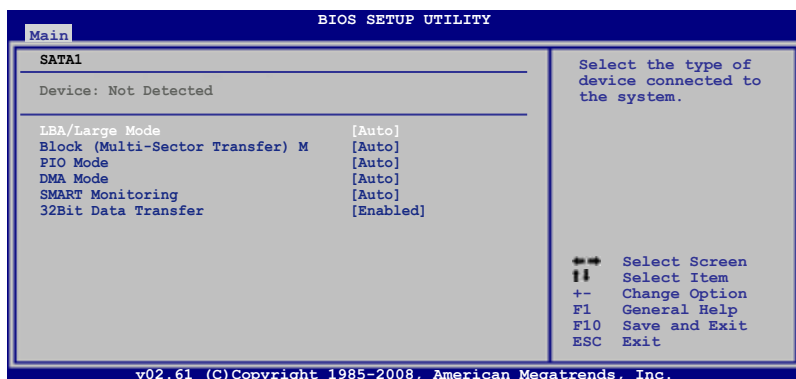 BIOS SETUP UTILITY
Main
SATA1
Device: Not Detected
LBA/Large Mode [Auto]
Block (Multi-Sector Transfer) M [Auto]
PIO Mode [Auto]
DMA Mode [Auto]
SMART Monitoring [Auto]
32Bit Data Transfer [Enabled]
Select the type of
device connected to
the system.
Select Screen
Select Item
+- Change Option
F1 General Help
F10 Save and Exit
ESC Exit
v02.61 (C)Copyright 1985-2008, American Megatrends, Inc.